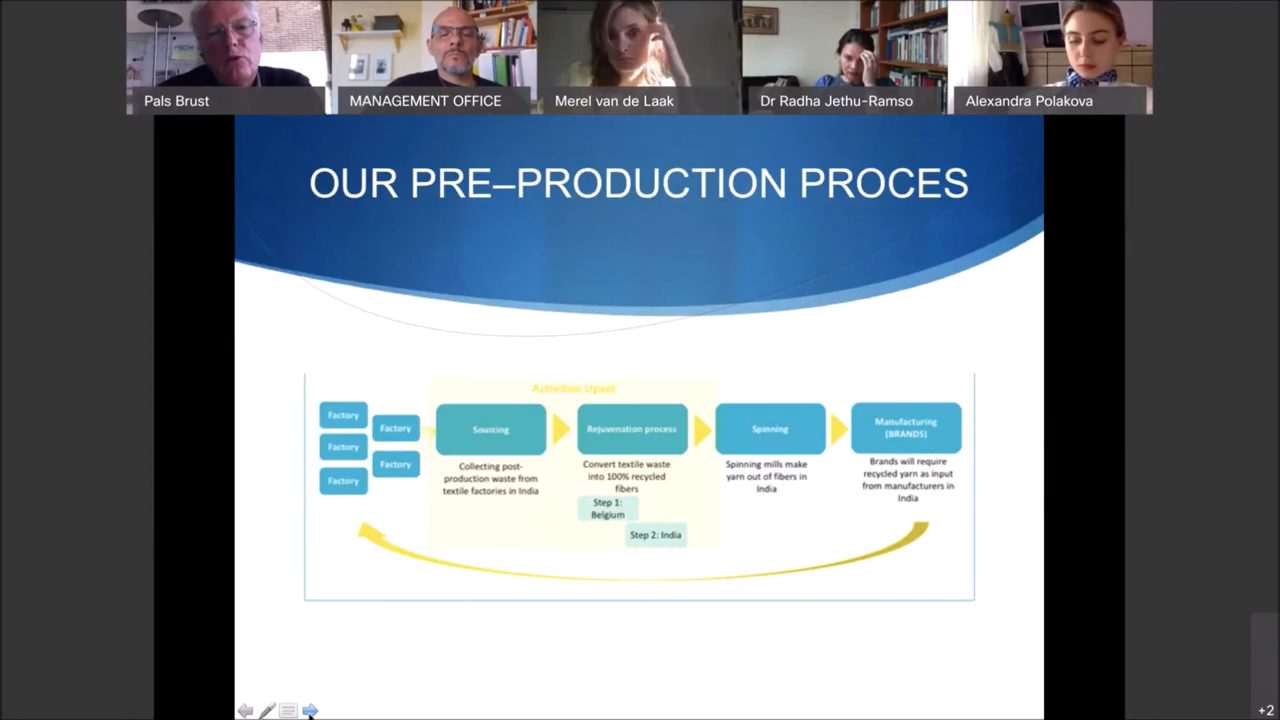 Pals Brust
MANAGEMENT OFFICE
Merel van de Laak
Dr Radha Jethu-Ramso
Alexandra Polakova
OUR PRE–PRODUCTION PROCES
Activities Upset
Factory
Factory
Factory
Factory
Factory
Sourcing
Collecting post-
production waste from
textile factories in India
Rejuvenation process
Convert textile waste
into 100% recycled
fibers
Step 1:
Belgium
Step 2: India
Spinning
Spinning mills make
yarn out of fibers in
India
Manufacturing
(BRANDS)
Brands will require
recycled yarn as input
from manufacturers in
India
+2